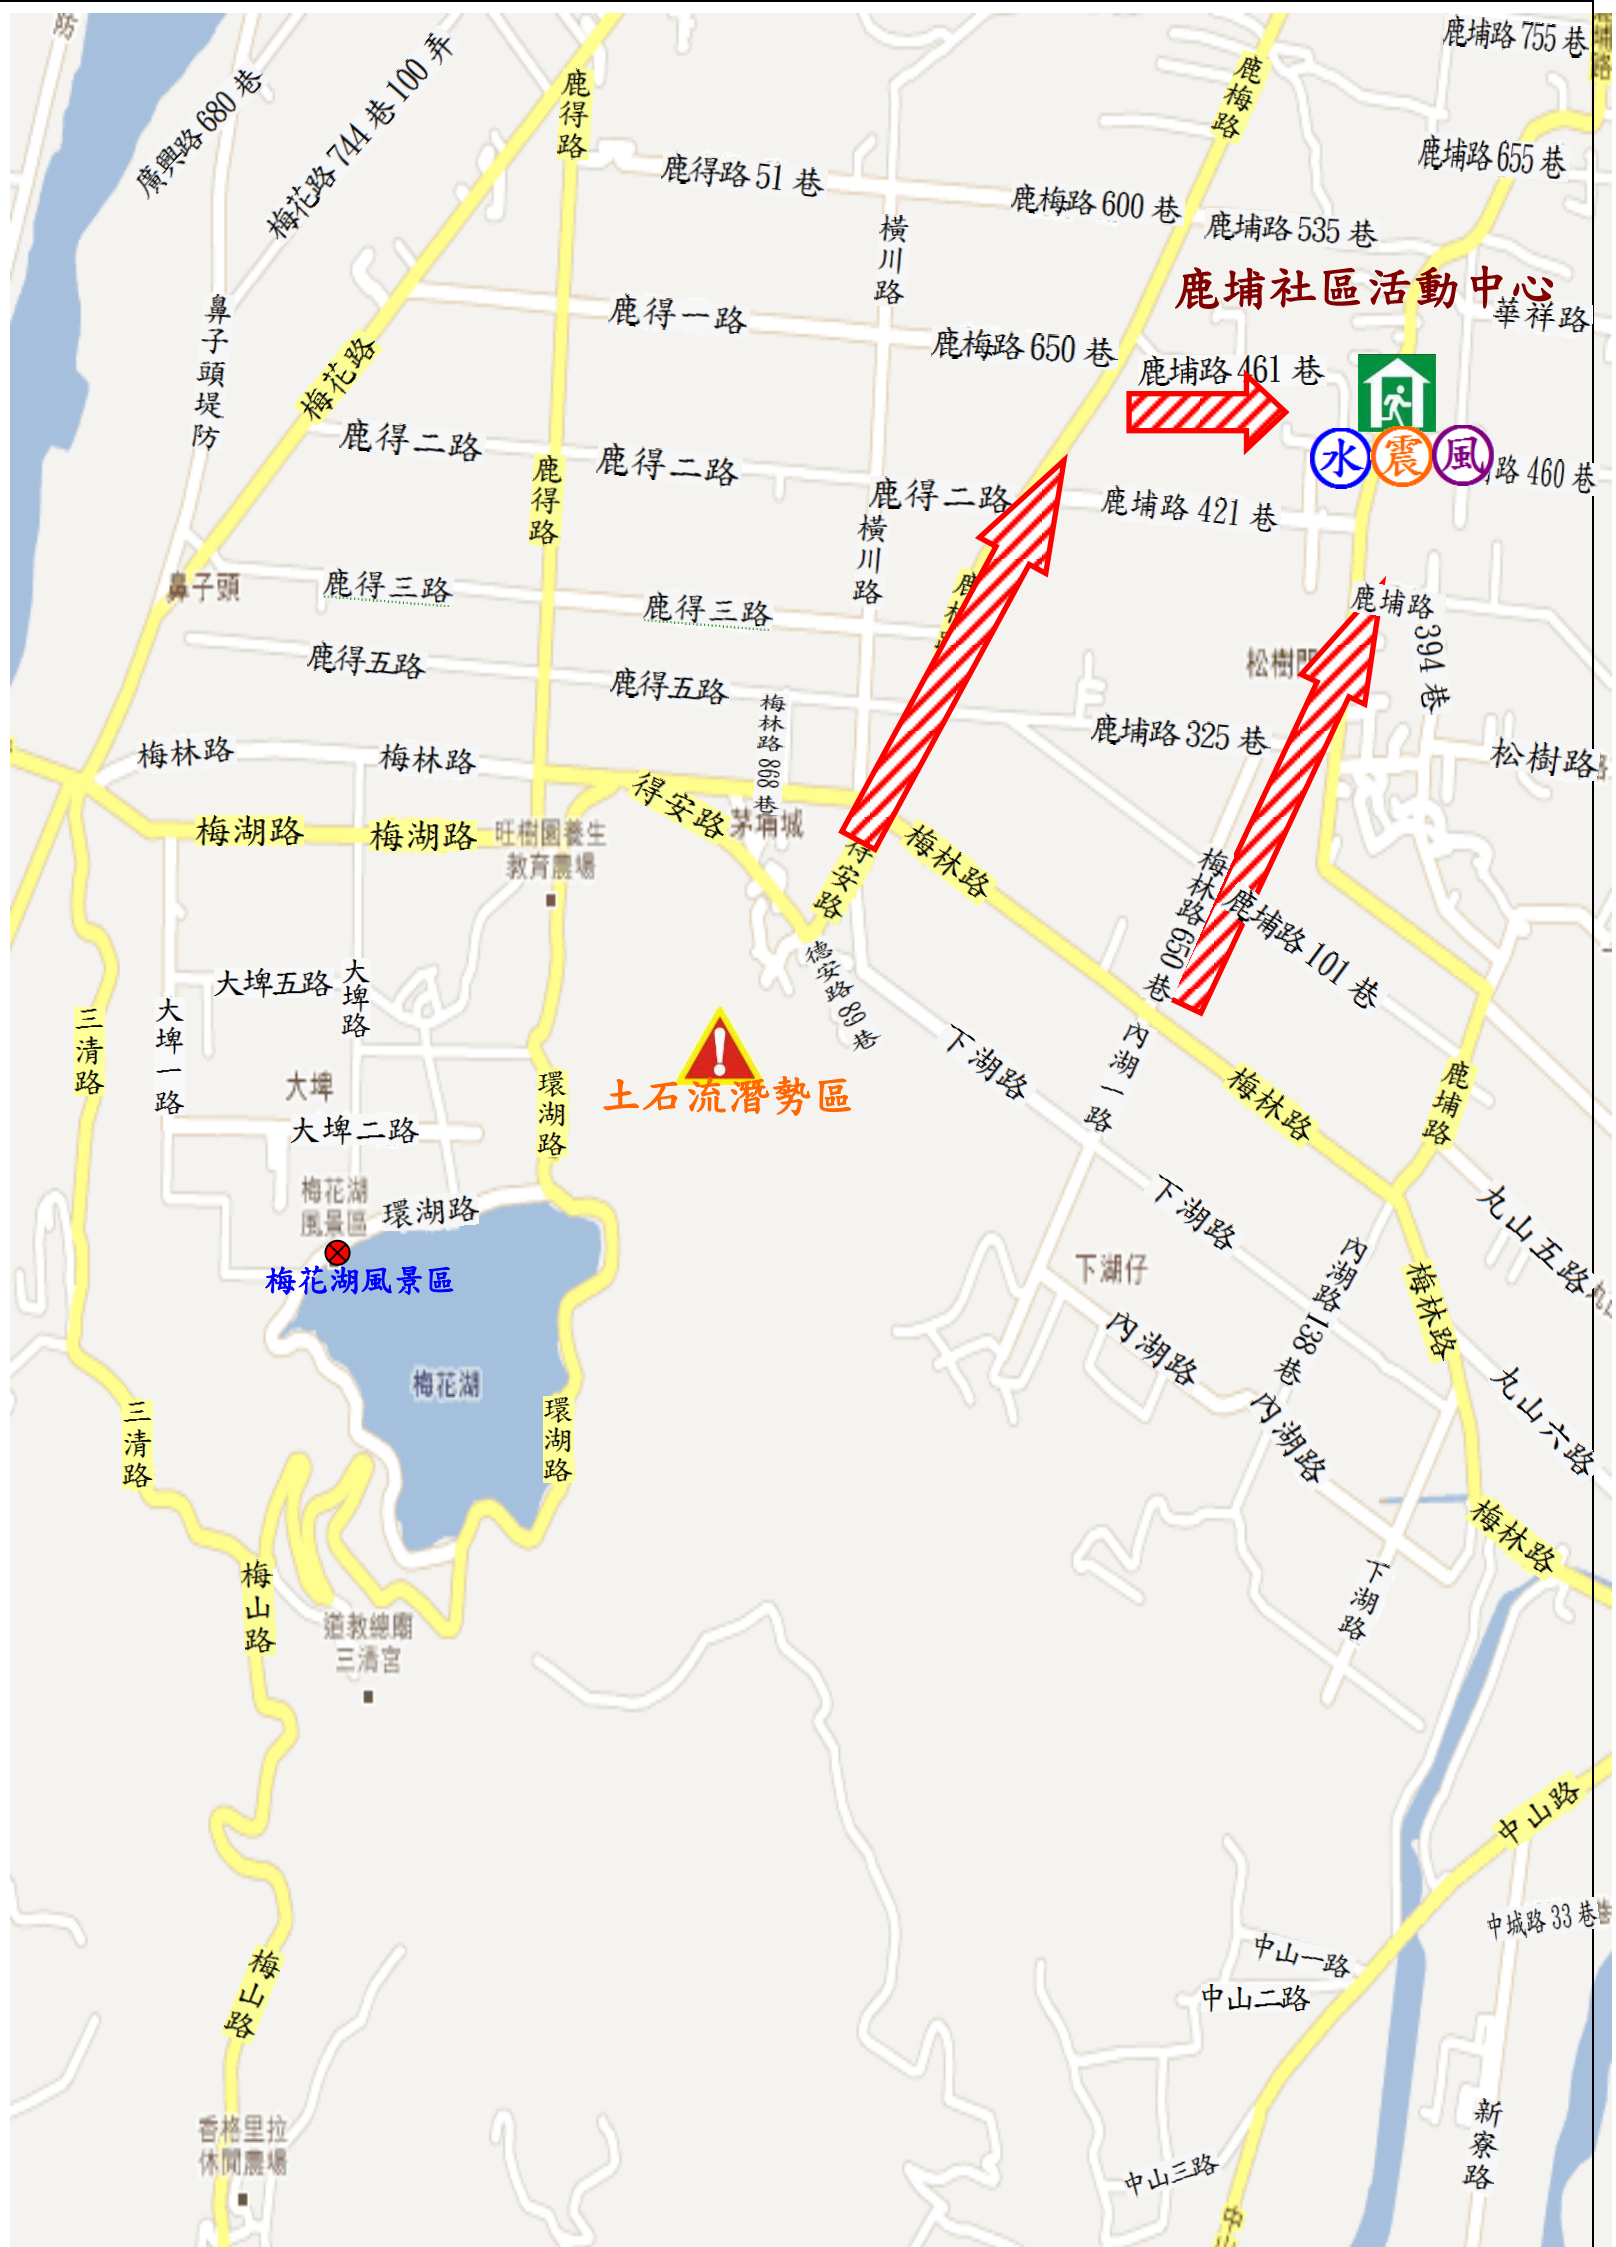 防
鹿埔路755巷
埔路
廣興路680巷
梅花路744巷100弄
鹿得路
鹿梅路
鹿埔路655巷
鹿得路51巷
鹿梅路600巷
鹿埔路535巷
橫川路
鹿埔社區活動中心
鼻子頭堤防
梅花路
鹿得一路
鹿梅路650巷
華祥路
鹿埔路461巷
鹿得二路
鹿得二路
鹿得二路
鹿得路
鹿埔路421巷
水
震
風
路460巷
橫川路
鼻子頭
鹿得三路
鹿得三路
鹿埔路394巷
鹿得五路
鹿得五路
松樹
梅林路868巷
鹿埔路325巷
梅林路
梅林路
松樹路
梅湖路
梅湖路
得安路
茅埔城
旺樹園養生
教育農場
得安路
梅林路
梅林路650巷
鹿埔路101巷
德安路89巷
大埤五路
大埤路
大埤一路
三清路
下湖路
內湖一路
土石流潛勢區
大埤
大埤二路
環湖路
梅林路
鹿埔路
梅花湖
風景區
環湖路
梅花湖風景區
下湖路
下湖仔
丸山五路
內湖路138巷
梅林路
內湖路
梅花湖
環湖路
三清路
內湖路
丸山六路
梅林路
下湖路
梅山路
道教總廟
三清宮
中山路
中城路33巷
中山一路
中山二路
梅山路
香格里拉
休閒農場
新寮路
中山三路
中山